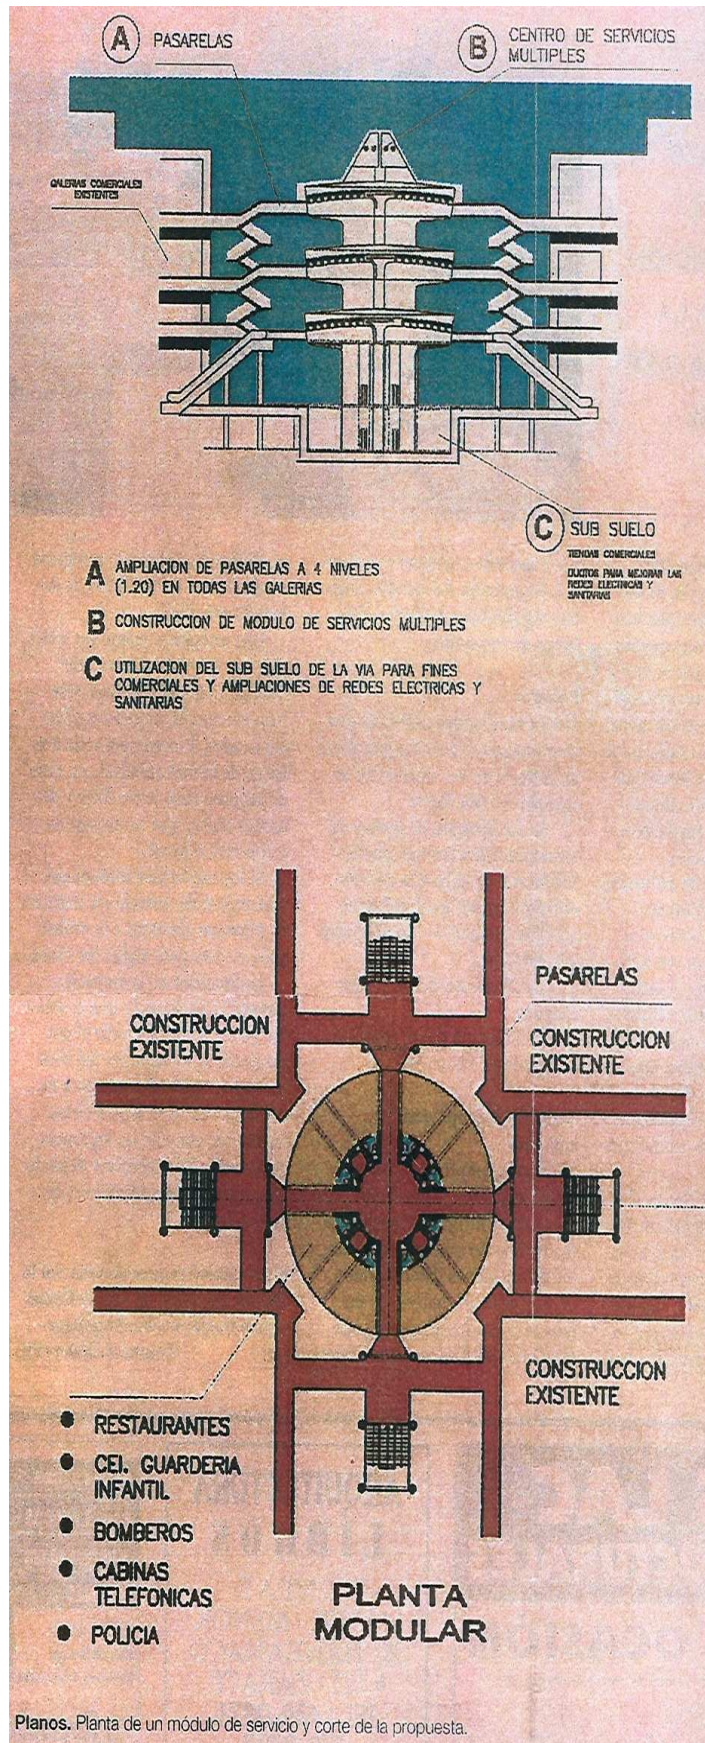 A PASARELAS
B CENTRO DE SERVICIOS
MULTIPLES
GALERIAS COMERCIALES
EXISTENTES
C SUB SUELO
TIENDAS COMERCIALES
DUCTOS PARA MEJORAR LAS
REDES ELECTRICAS Y
SANITARIAS
A AMPLIACION DE PASARELAS A 4 NIVELES
(1.20) EN TODAS LAS GALERIAS
B CONSTRUCCION DE MODULO DE SERVICIOS MULTIPLES
C UTILIZACION DEL SUB SUELO DE LA VIA PARA FINES
COMERCIALES Y AMPLIACIONES DE REDES ELECTRICAS Y
SANITARIAS
PASARELAS
CONSTRUCCION
EXISTENTE
CONSTRUCCION
EXISTENTE
CONSTRUCCION
EXISTENTE
● RESTAURANTES
● CEI. GUARDERIA
INFANTIL
● BOMBEROS
● CABINAS
TELEFONICAS
● POLICIA
PLANTA
MODULAR
Planos. Planta de un módulo de servicio y corte de la propuesta.